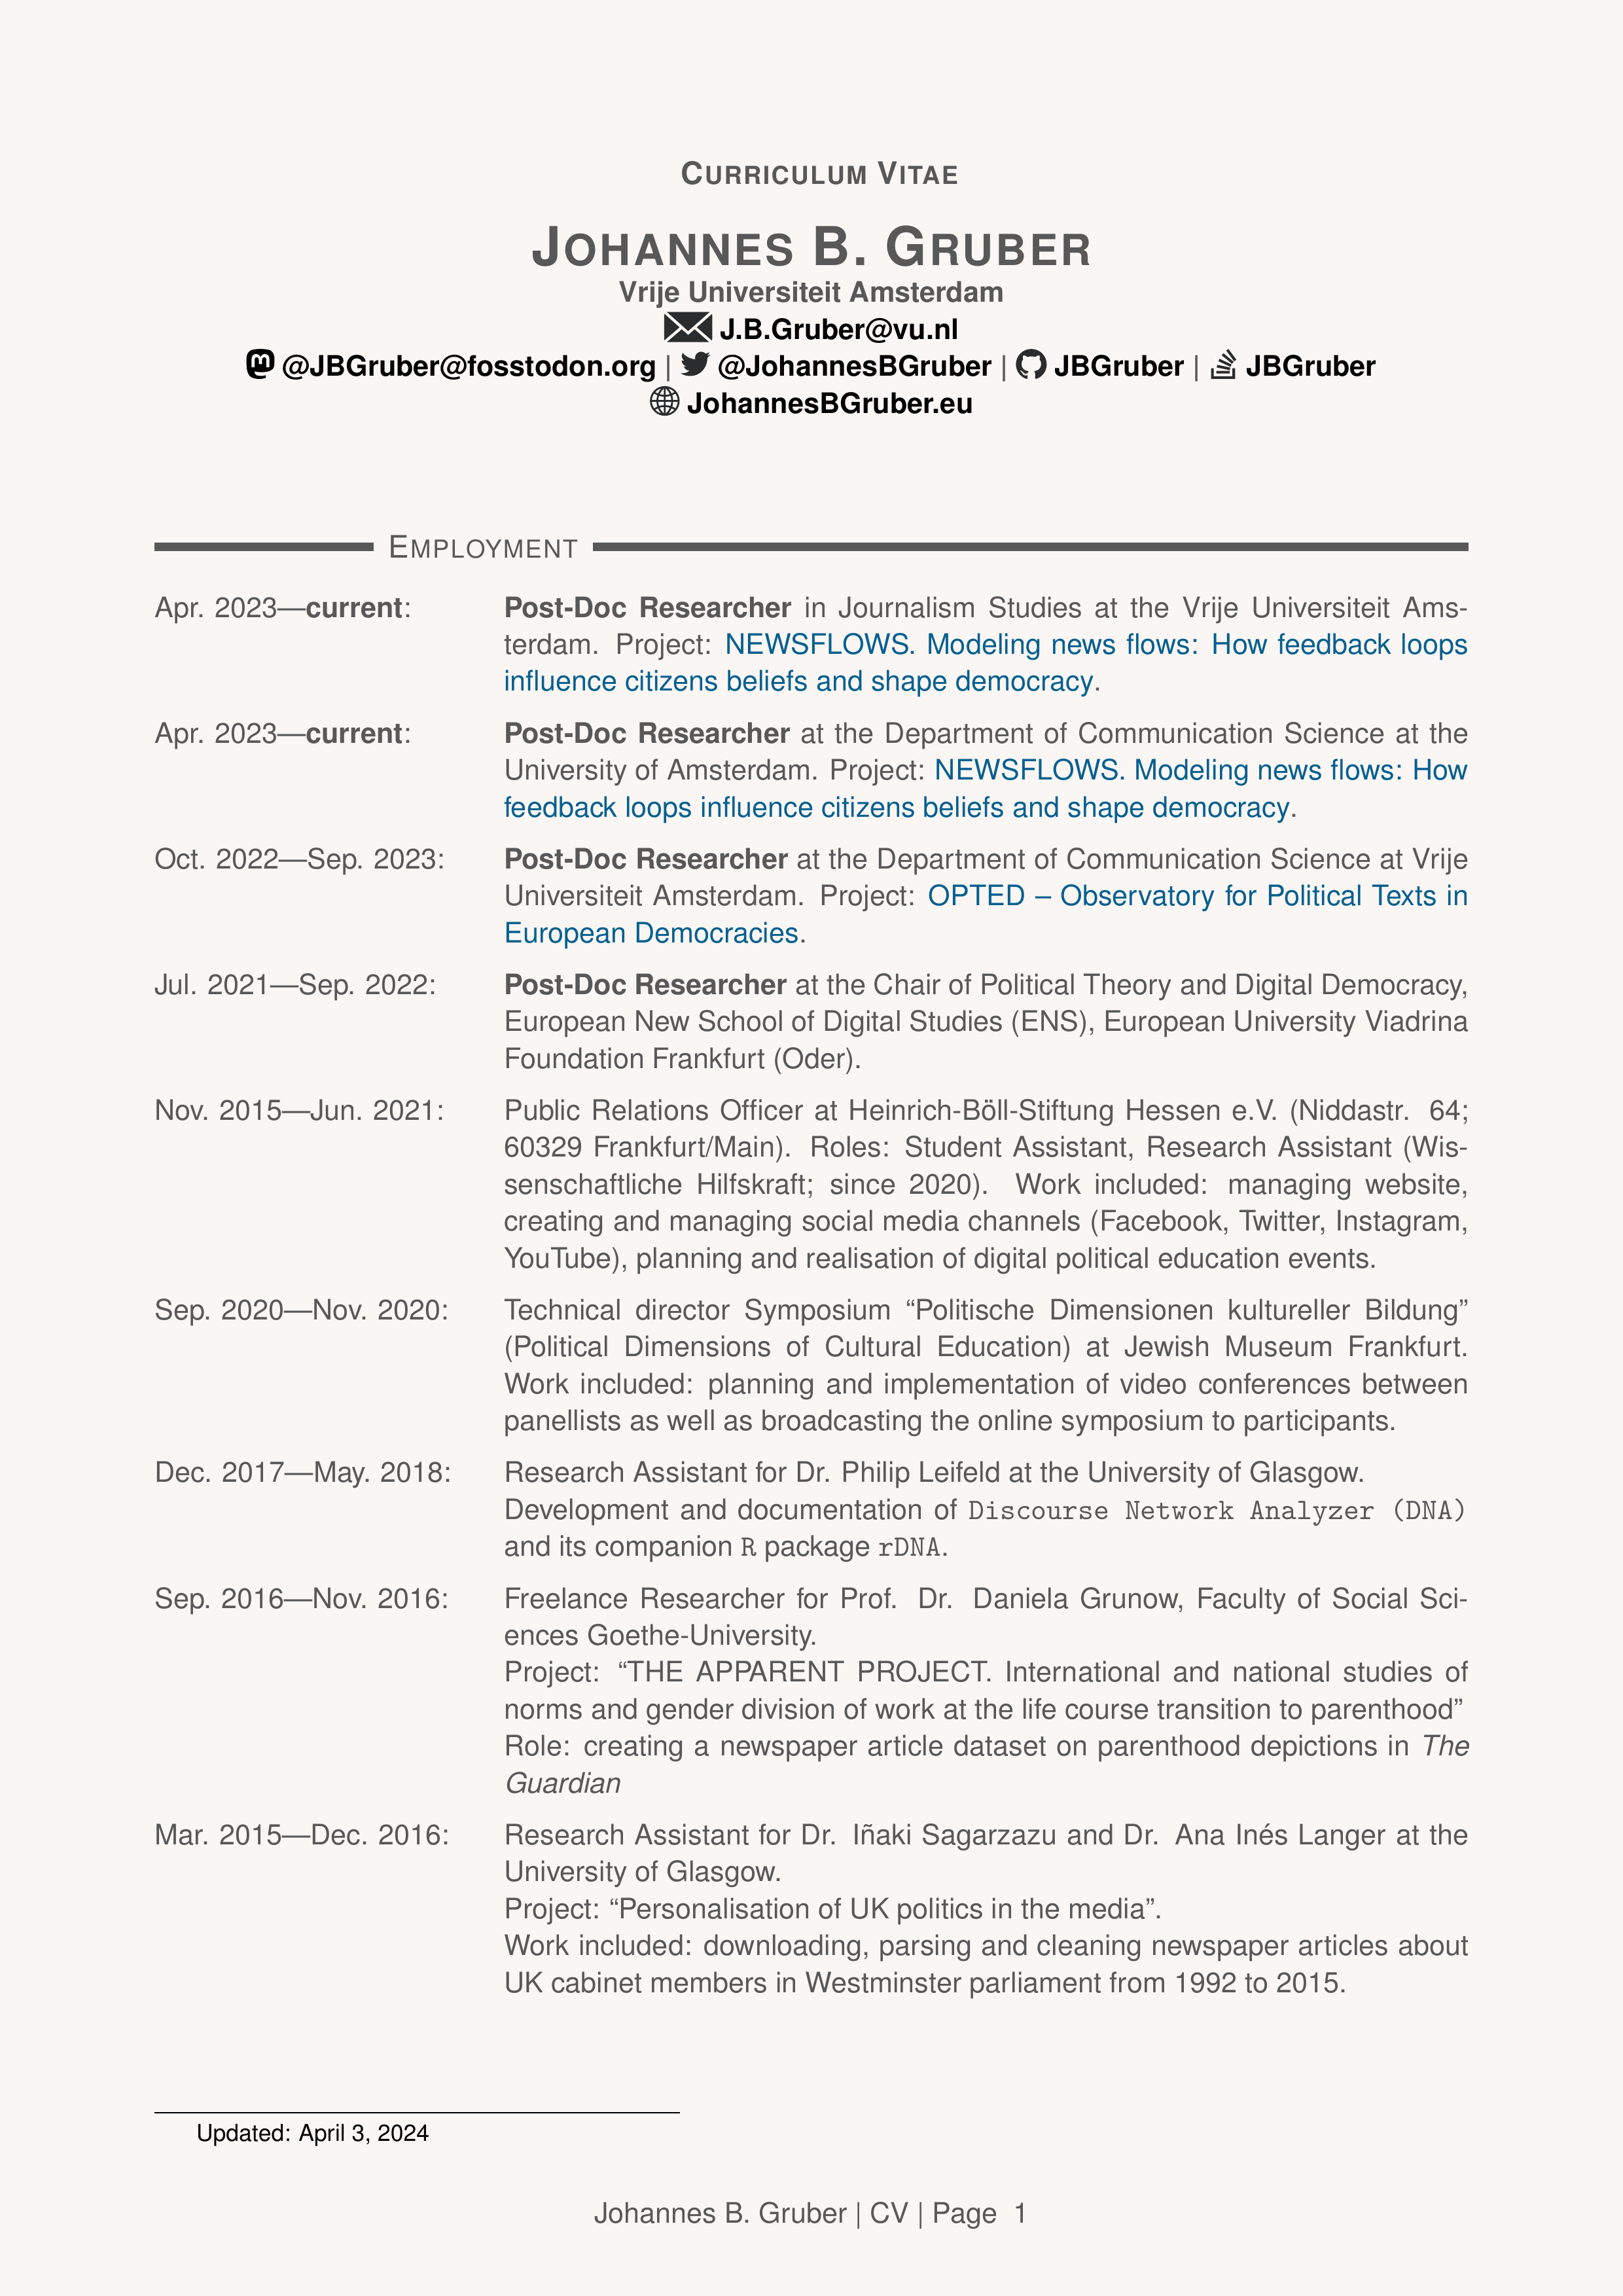 CURRICULUM VITAE
JOHANNES B. GRUBER
Vrije Universiteit Amsterdam
J.B.Gruber@vu.nl
@JBGruber@fosstodon.org | @JohannesBGruber | JBGruber | JBGruber
JohannesBGruber.eu
EMPLOYMENT
Apr. 2023—current: Post-Doc Researcher in Journalism Studies at the Vrije Universiteit Ams-
terdam. Project: NEWSFLOWS. Modeling news flows: How feedback loops
influence citizens beliefs and shape democracy.
Apr. 2023—current: Post-Doc Researcher at the Department of Communication Science at the
University of Amsterdam. Project: NEWSFLOWS. Modeling news flows: How
feedback loops influence citizens beliefs and shape democracy.
Oct. 2022—Sep. 2023: Post-Doc Researcher at the Department of Communication Science at Vrije
Universiteit Amsterdam. Project: OPTED – Observatory for Political Texts in
European Democracies.
Jul. 2021—Sep. 2022: Post-Doc Researcher at the Chair of Political Theory and Digital Democracy,
European New School of Digital Studies (ENS), European University Viadrina
Foundation Frankfurt (Oder).
Nov. 2015—Jun. 2021: Public Relations Officer at Heinrich-Böll-Stiftung Hessen e.V. (Niddastr. 64;
60329 Frankfurt/Main). Roles: Student Assistant, Research Assistant (Wis-
senschaftliche Hilfskraft; since 2020). Work included: managing website,
creating and managing social media channels (Facebook, Twitter, Instagram,
YouTube), planning and realisation of digital political education events.
Sep. 2020—Nov. 2020: Technical director Symposium “Politische Dimensionen kultureller Bildung”
(Political Dimensions of Cultural Education) at Jewish Museum Frankfurt.
Work included: planning and implementation of video conferences between
panellists as well as broadcasting the online symposium to participants.
Dec. 2017—May. 2018: Research Assistant for Dr. Philip Leifeld at the University of Glasgow.
Development and documentation of Discourse Network Analyzer (DNA)
and its companion R package rDNA.
Sep. 2016—Nov. 2016: Freelance Researcher for Prof. Dr. Daniela Grunow, Faculty of Social Sci-
ences Goethe-University.
Project: “THE APPARENT PROJECT. International and national studies of
norms and gender division of work at the life course transition to parenthood”
Role: creating a newspaper article dataset on parenthood depictions in The
Guardian
Mar. 2015—Dec. 2016: Research Assistant for Dr. Iñaki Sagarzazu and Dr. Ana Inés Langer at the
University of Glasgow.
Project: “Personalisation of UK politics in the media”.
Work included: downloading, parsing and cleaning newspaper articles about
UK cabinet members in Westminster parliament from 1992 to 2015.
Updated: April 3, 2024
Johannes B. Gruber | CV | Page 1